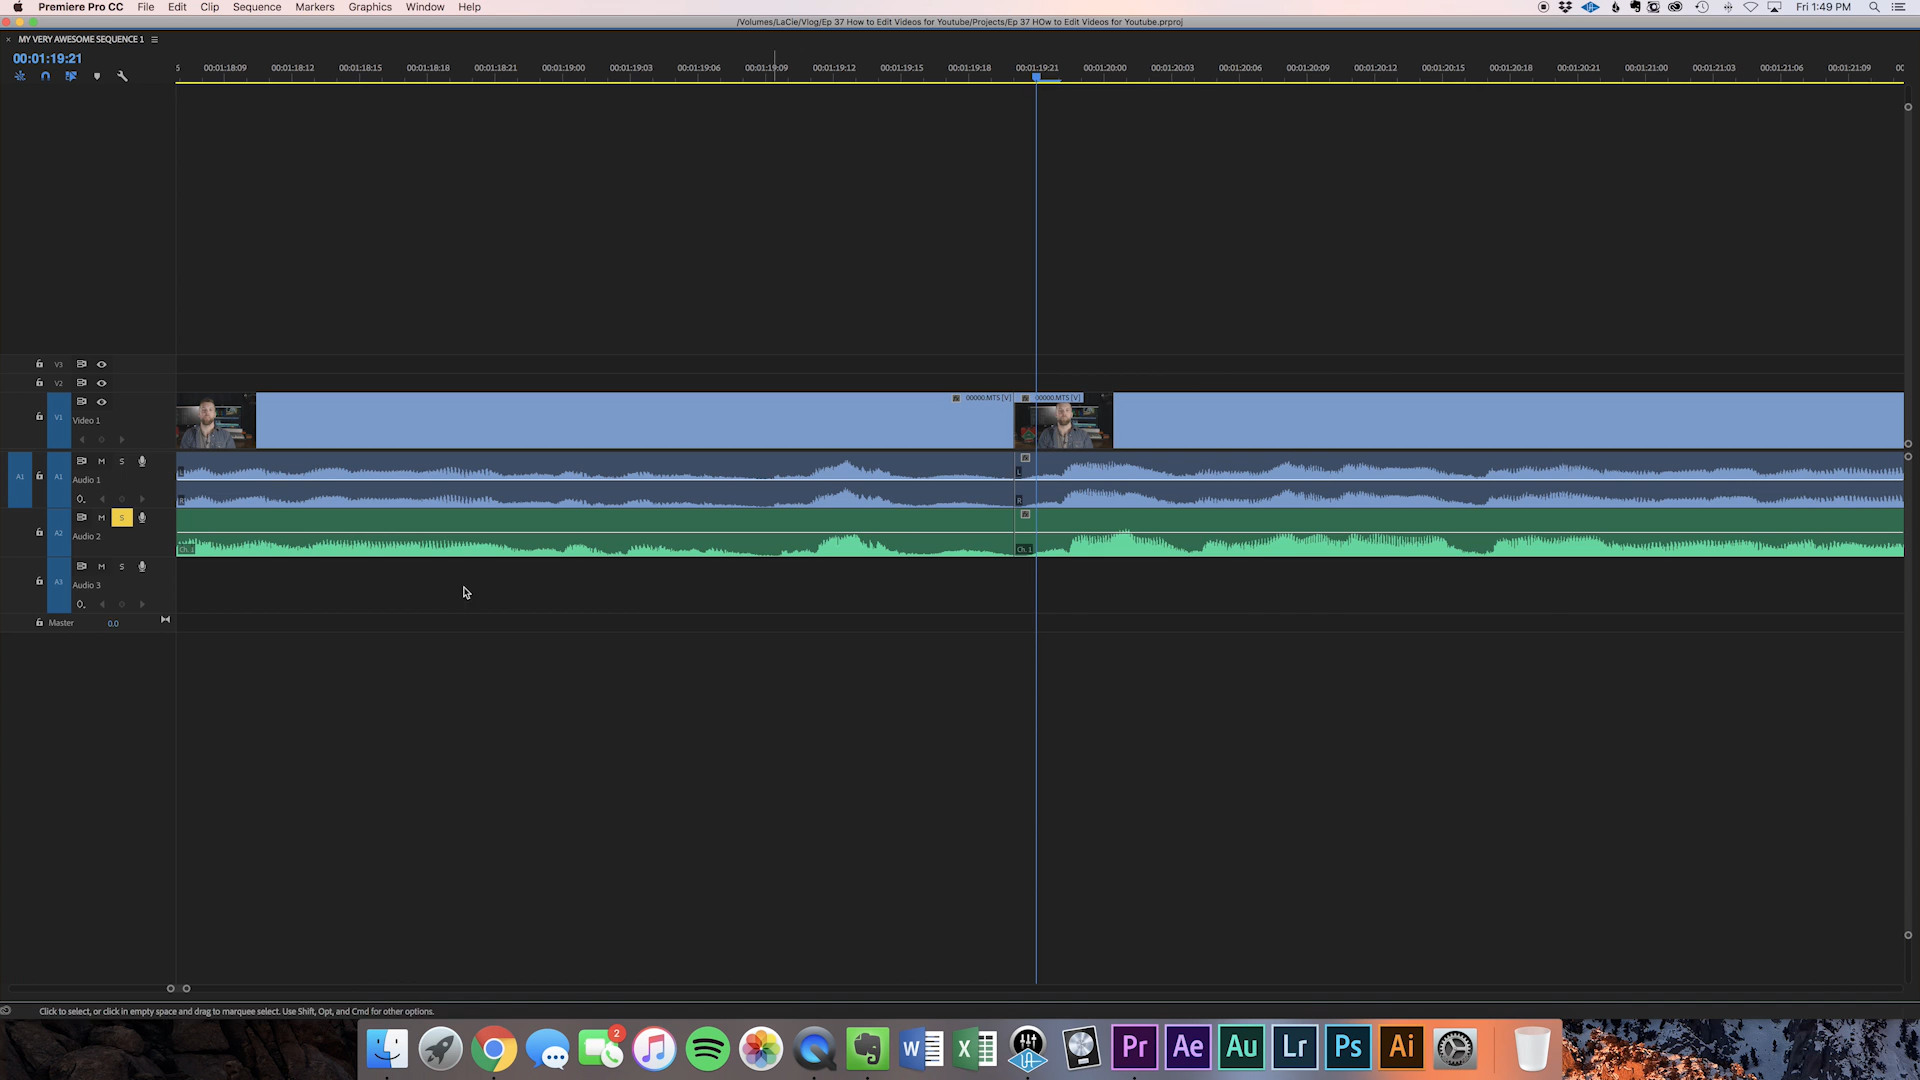 Premiere Pro CC File Edit Clip Sequence Markers Graphics Window Help
Fri 1:49 PM
/Volumes/LaCie/Vlog/Ep 37 How to Edit Videos for Youtube/Projects/Ep 37 HOw to Edit Videos for Youtube.prproj
MY VERY AWESOME SEQUENCE 1
00:01:19:21
5 00:01:18:09 00:01:18:12 00:01:18:15 00:01:18:18 00:01:18:21 00:01:19:00 00:01:19:03 00:01:19:06 00:01:19:09 00:01:19:12 00:01:19:15 00:01:19:18 00:01:19:21 00:01:20:00 00:01:20:03 00:01:20:06 00:01:20:09 00:01:20:12 00:01:20:15 00:01:20:18 00:01:20:21 00:01:21:00 00:01:21:03 00:01:21:06 00:01:21:09 00
V3
V2
00000.MTS [V] 00000.MTS [V]
V1
Video 1
M S
L L
A1 A1
Audio 1
R R
M S
A2
Audio 2
Ch. 1 Ch. 1
M S
A3
Audio 3
Master 0.0
Click to select, or click in empty space and drag to marquee select. Use Shift, Opt, and Cmd for other options.
2
W X UA Pr Ae Au Lr Ps Ai